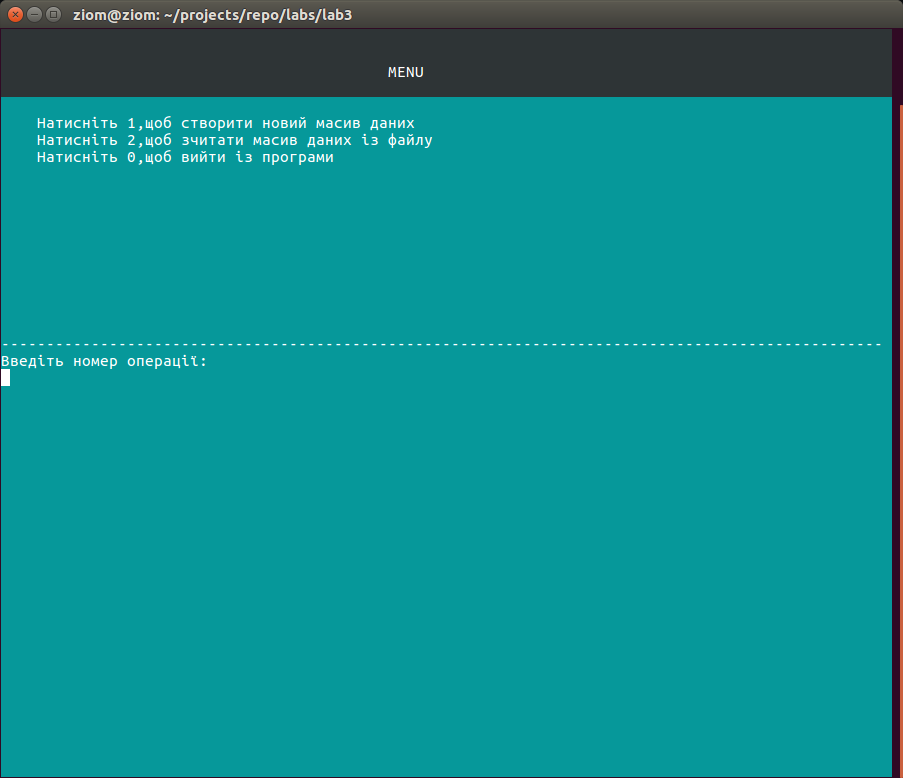 ziom@ziom: ~/projects/repo/labs/lab3
MENU
Натисніть 1,щоб створити новий масив даних
Натисніть 2,щоб зчитати масив даних із файлу
Натисніть 0,щоб вийти із програми
--------------------------------------------------------------------------------------------------
Введіть номер операції: